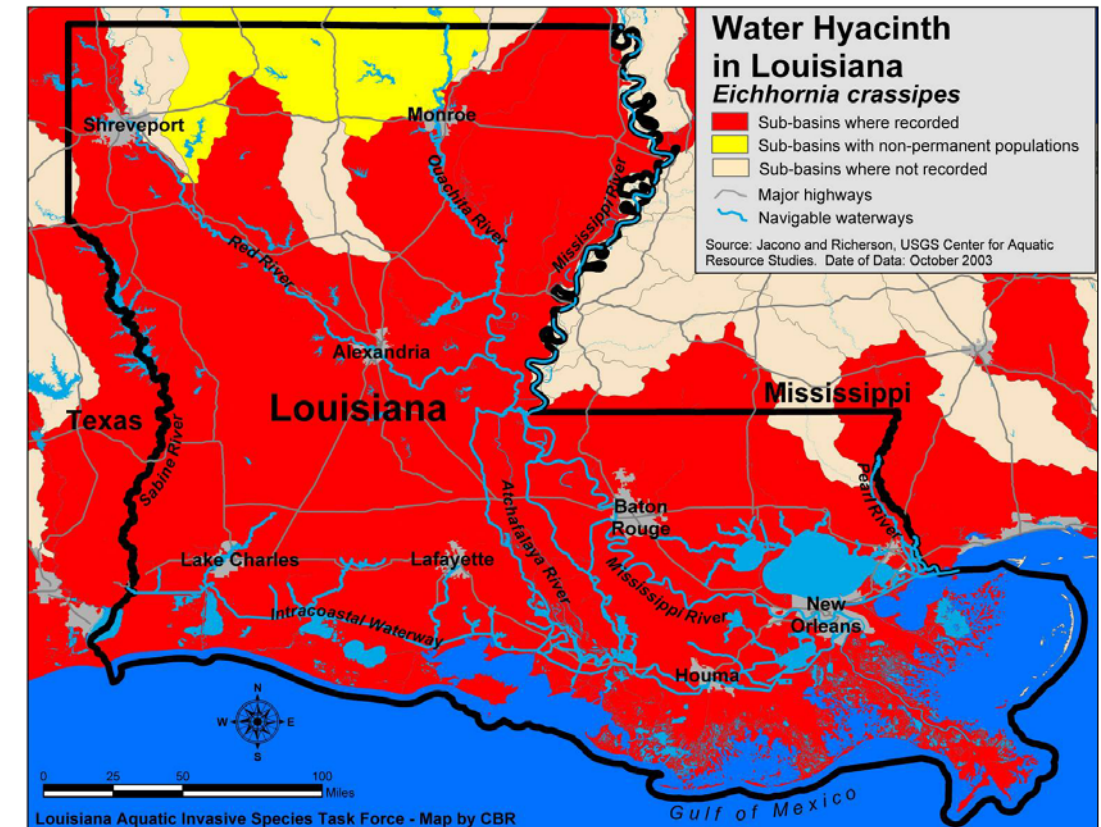 Water Hyacinth
in Louisiana
Eichhornia crassipes
Sub-basins where recorded
Sub-basins with non-permanent populations
Sub-basins where not recorded
Major highways
Navigable waterways
Source: Jacono and Richerson, USGS Center for Aquatic
Resource Studies. Date of Data: October 2003
Shreveport
Monroe
Ouachita River
Mississippi River
Red River
Alexandria
Louisiana
Mississippi
Texas
Sabine River
Pearl River
Atchafalaya River
Baton
Rouge
Lake Charles
Lafayette
Mississippi River
New
Orleans
Intracoastal Waterway
Houma
N
W
E
S
0
25
50
100
Miles
Gulf of Mexico
Louisiana Aquatic Invasive Species Task Force - Map by CBR